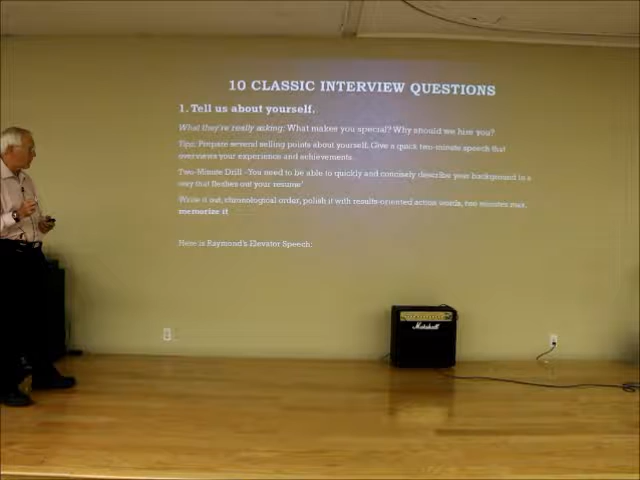 10 CLASSIC INTERVIEW QUESTIONS
1. Tell us about yourself.
What they're really asking: What makes you special? Why should we hire you?
Tips: Prepare several selling points about yourself. Give a quick two-minute speech that
overviews your experience and achievements.
Two-Minute Drill -You need to be able to quickly and concisely describe your background in a
way that fleshes out your resume'
Write it out, chronological order, polish it with results-oriented action words, two minutes max,
memorize it
Here is Raymond's Elevator Speech:
Marshall